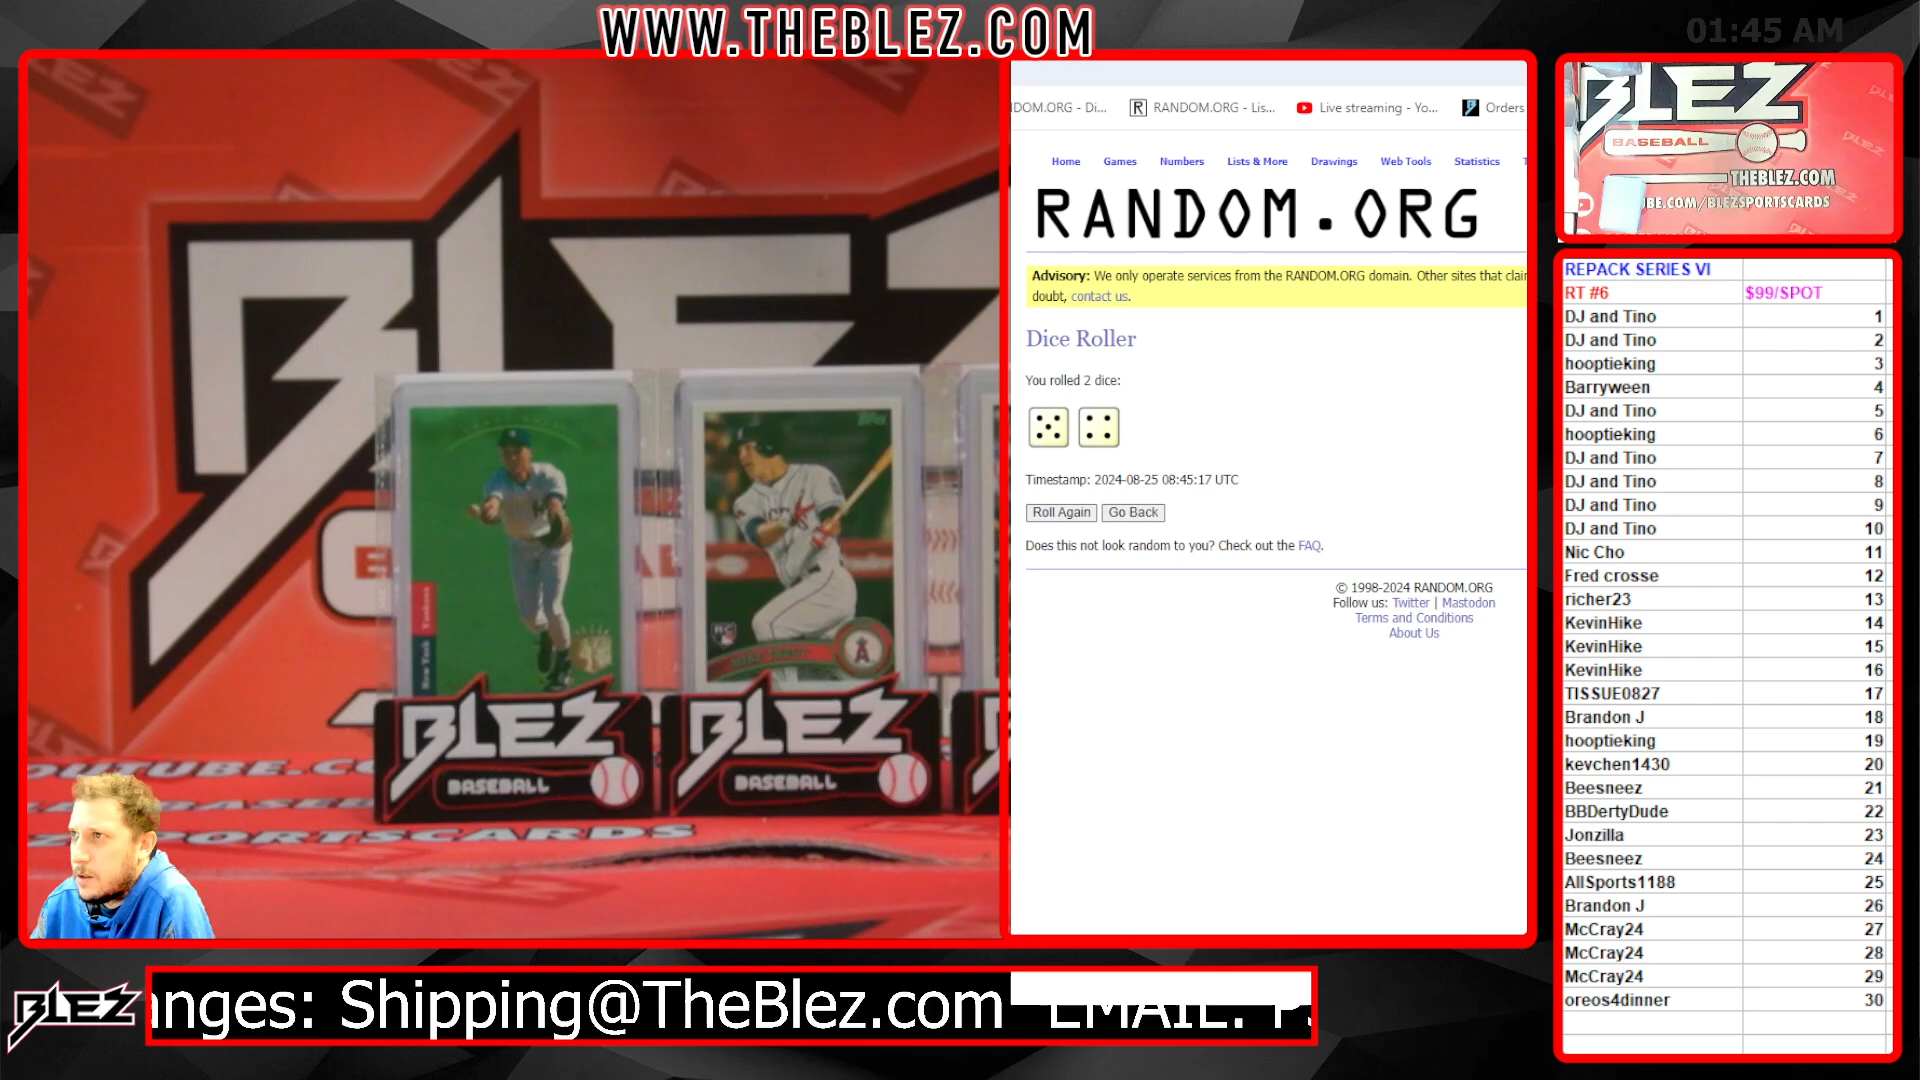 WWW.THEBLEZ.COM
01:45 AM
BLEZ
BASEBALL
BLEZ
BASEBALL
New York Yankees
Topps
RC
DOM.ORG - Di...
RANDOM.ORG - Lis...
Live streaming - Yo...
Orders
Home Games Numbers Lists & More Drawings Web Tools Statistics
RANDOM.ORG
Advisory: We only operate services from the RANDOM.ORG domain. Other sites that claim
doubt, contact us.
Dice Roller
You rolled 2 dice:
Timestamp: 2024-08-25 08:45:17 UTC
Roll Again Go Back
Does this not look random to you? Check out the FAQ.
© 1998-2024 RANDOM.ORG
Follow us: Twitter | Mastodon
Terms and Conditions
About Us
BLEZ
BASEBALL
THEBLEZ.COM
BE.COM/BLEZSPORTSCARDS
REPACK SERIES VI
RT #6 $99/SPOT
DJ and Tino 1
DJ and Tino 2
hooptieking 3
Barryween 4
DJ and Tino 5
hooptieking 6
DJ and Tino 7
DJ and Tino 8
DJ and Tino 9
DJ and Tino 10
Nic Cho 11
Fred crosse 12
richer23 13
KevinHike 14
KevinHike 15
KevinHike 16
TISSUE0827 17
Brandon J 18
hooptieking 19
kevchen1430 20
Beesneez 21
BBDertyDude 22
Jonzilla 23
Beesneez 24
AllSports1188 25
Brandon J 26
McCray24 27
McCray24 28
McCray24 29
oreos4dinner 30
BLEZ
anges: Shipping@TheBlez.com EMAIL: